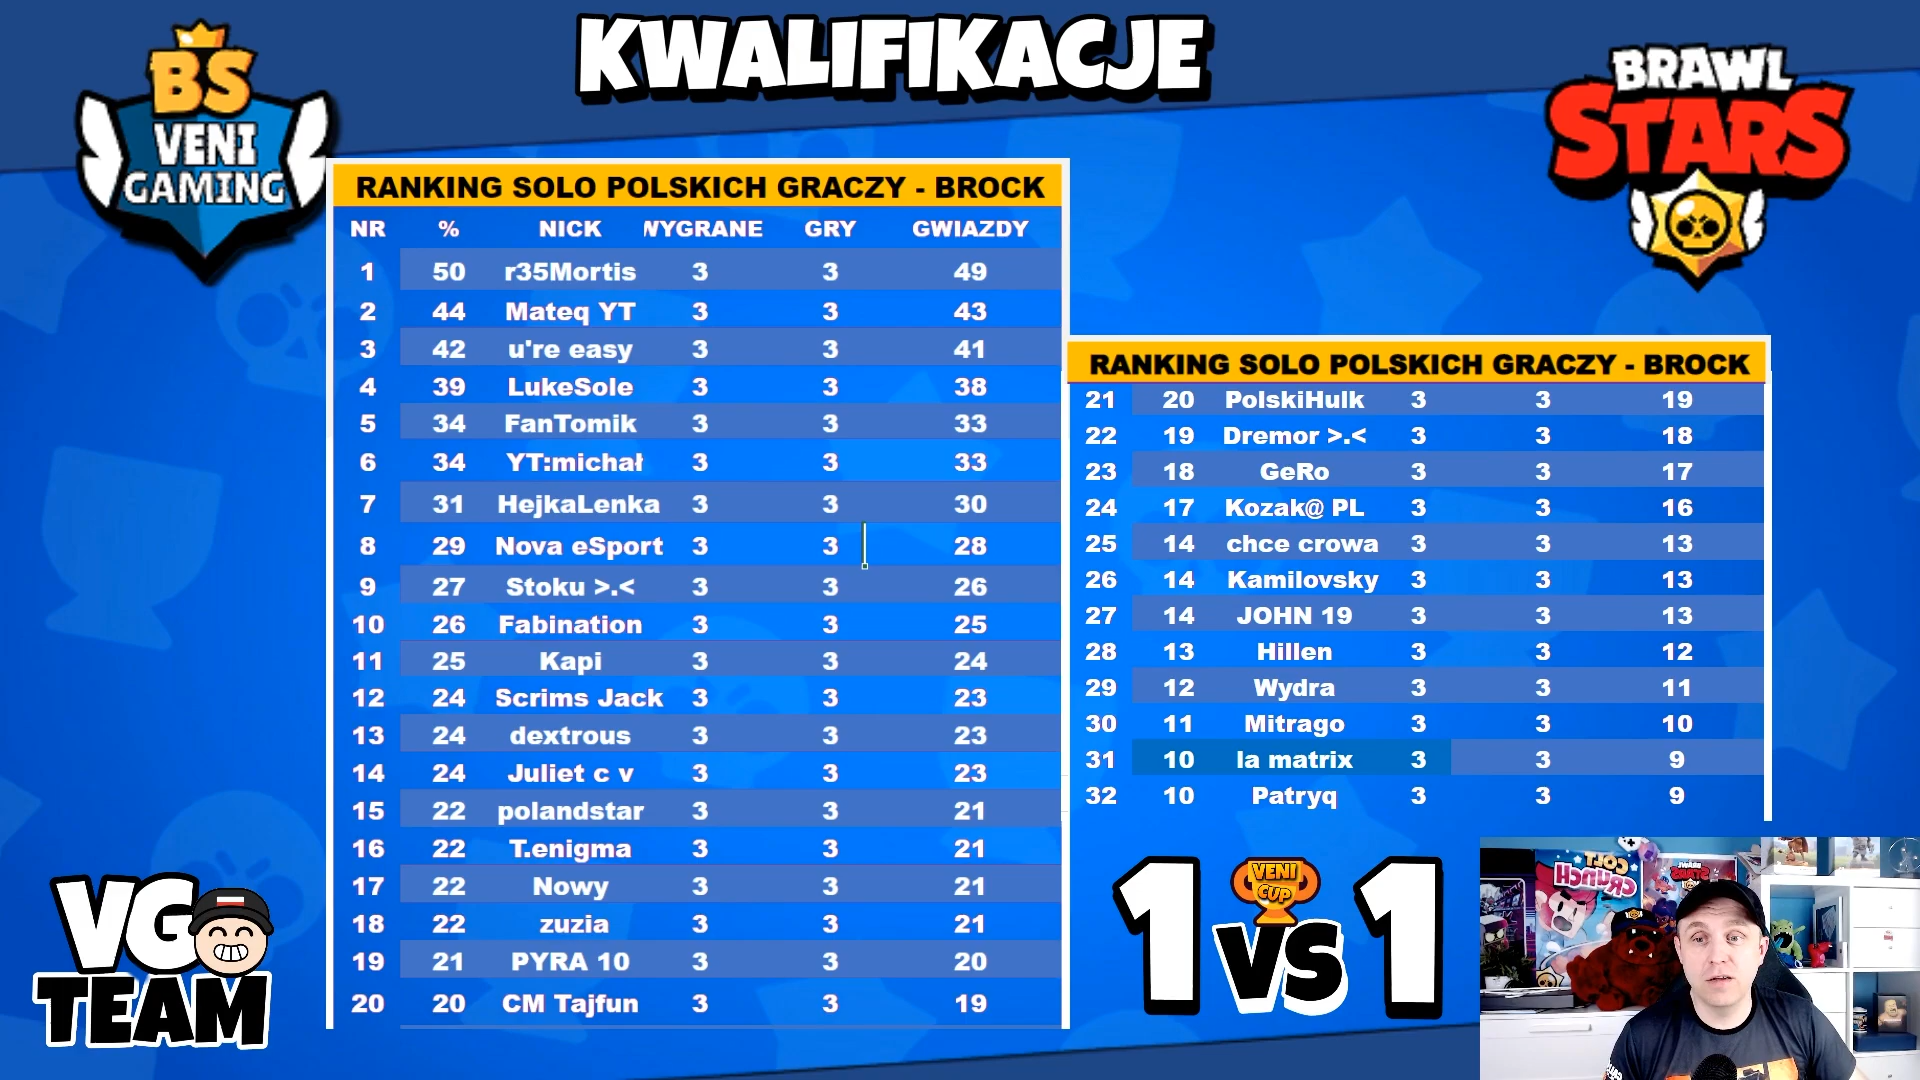 KWALIFIKACJE
BS
VENI
GAMING
BRAWL
STARS
RANKING SOLO POLSKICH GRACZY - BROCK
NR % NICK WYGRANE GRY GWIAZDY
1 50 r35Mortis 3 3 49
2 44 Mateq YT 3 3 43
3 42 u're easy 3 3 41
4 39 LukeSole 3 3 38
5 34 FanTomik 3 3 33
6 34 YT:michał 3 3 33
7 31 HejkaLenka 3 3 30
8 29 Nova eSport 3 3 28
9 27 Stoku >.< 3 3 26
10 26 Fabination 3 3 25
11 25 Kapi 3 3 24
12 24 Scrims Jack 3 3 23
13 24 dextrous 3 3 23
14 24 Juliet c v 3 3 23
15 22 polandstar 3 3 21
16 22 T.enigma 3 3 21
17 22 Nowy 3 3 21
18 22 zuzia 3 3 21
19 21 PYRA 10 3 3 20
20 20 CM Tajfun 3 3 19
RANKING SOLO POLSKICH GRACZY - BROCK
21 20 PolskiHulk 3 3 19
22 19 Dremor >.< 3 3 18
23 18 GeRo 3 3 17
24 17 Kozak@ PL 3 3 16
25 14 chce crowa 3 3 13
26 14 Kamilovsky 3 3 13
27 14 JOHN 19 3 3 13
28 13 Hillen 3 3 12
29 12 Wydra 3 3 11
30 11 Mitrago 3 3 10
31 10 la matrix 3 3 9
32 10 Patryq 3 3 9
VG
TEAM
VENI
CUP
1 VS 1
COLT
CRUNCH
BRAWL
STARS